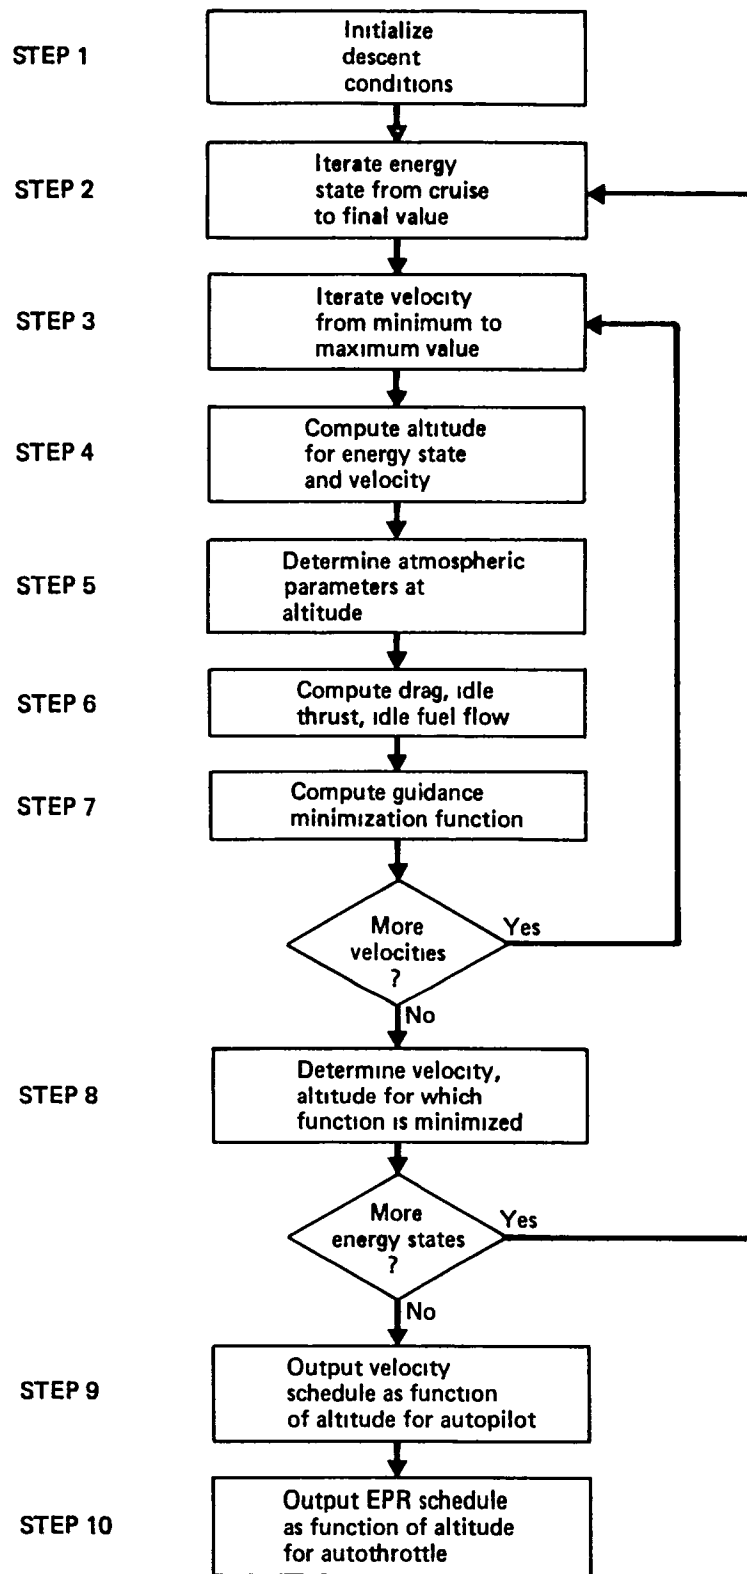 STEP 1
Initialize
descent
conditions
STEP 2
Iterate energy
state from cruise
to final value
STEP 3
Iterate velocity
from minimum to
maximum value
STEP 4
Compute altitude
for energy state
and velocity
STEP 5
Determine atmospheric
parameters at
altitude
STEP 6
Compute drag, idle
thrust, idle fuel flow
STEP 7
Compute guidance
minimization function
More
velocities
?
Yes
No
STEP 8
Determine velocity,
altitude for which
function is minimized
More
energy states
?
Yes
No
STEP 9
Output velocity
schedule as function
of altitude for autopilot
STEP 10
Output EPR schedule
as function of altitude
for autothrottle